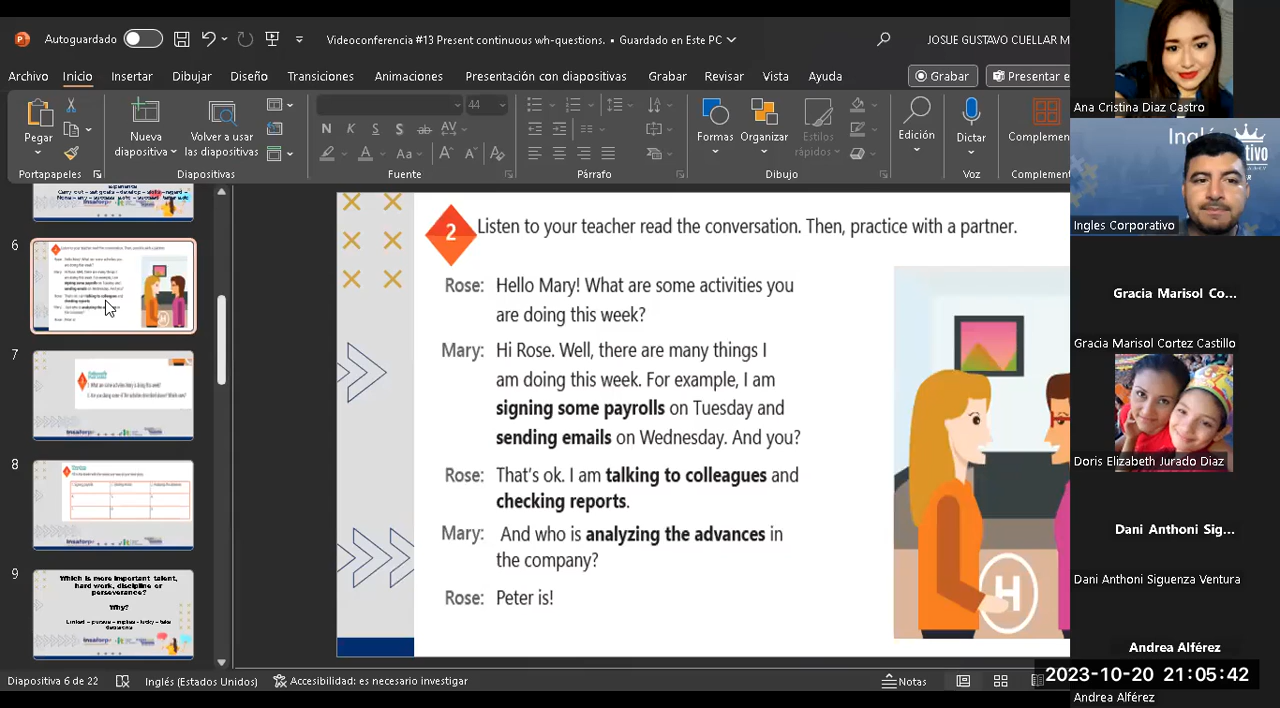 Autoguardado
Videoconferencia #13 Present continuous wh-questions. • Guardado en Este PC
JOSUE GUSTAVO CUELLAR M
Archivo Inicio Insertar Dibujar Diseño Transiciones Animaciones Presentación con diapositivas Grabar Revisar Vista Ayuda
Grabar
Presentar e
44
Pegar
Nueva diapositiva
Volver a usar las diapositivas
Formas
Organizar
Estilos rápidos
Edición
Dictar
Complemen
Portapapeles
Diapositivas
Fuente
Párrafo
Dibujo
Voz
Complement
6
7
8
9
Which is more important talent,
hard work, discipline or
perseverance?
Why?
2
Listen to your teacher read the conversation. Then, practice with a partner.
Rose: Hello Mary! What are some activities you
are doing this week?
Mary: Hi Rose. Well, there are many things I
am doing this week. For example, I am
signing some payrolls on Tuesday and
sending emails on Wednesday. And you?
Rose: That's ok. I am talking to colleagues and
checking reports.
Mary: And who is analyzing the advances in
the company?
Rose: Peter is!
H
Diapositiva 6 de 22
Inglés (Estados Unidos)
Accesibilidad: es necesario investigar
Notas
Ana Cristina Diaz Castro
Ingles Corporativo
Gracia Marisol Co...
Gracia Marisol Cortez Castillo
Doris Elizabeth Jurado Diaz
Dani Anthoni Sig...
Dani Anthoni Siguenza Ventura
Andrea Alférez
2023-10-20 21:05:42
Andrea Alférez